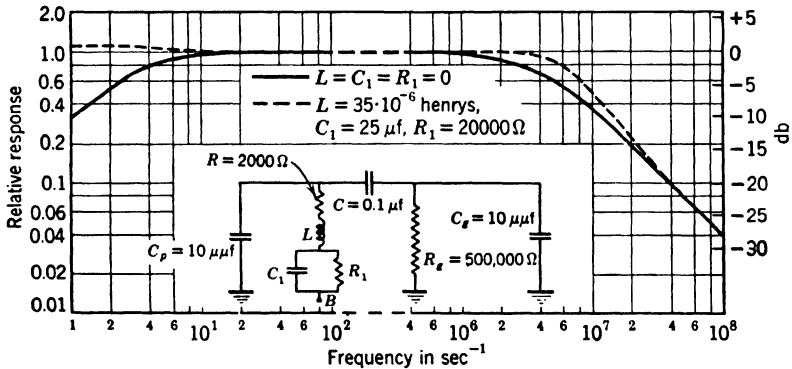 2.0
1.0
0.6
0.4
0.2
0.1
0.06
0.04
0.02
0.01
Relative response
+5
0
−5
−10
−15
−20
−25
−30
db
L = C₁ = R₁ = 0
L = 35·10⁻⁶ henrys,
C₁ = 25 μf, R₁ = 20000 Ω
R = 2000 Ω
C = 0.1 μf
L
Cₚ = 10 μμf
C₁
R₁
B
R_g = 500,000 Ω
C_g = 10 μμf
1 2 4 6 10¹ 2 4 6 10² 4 6 10⁶ 2 4 6 10⁷ 2 4 6 10⁸
Frequency in sec⁻¹